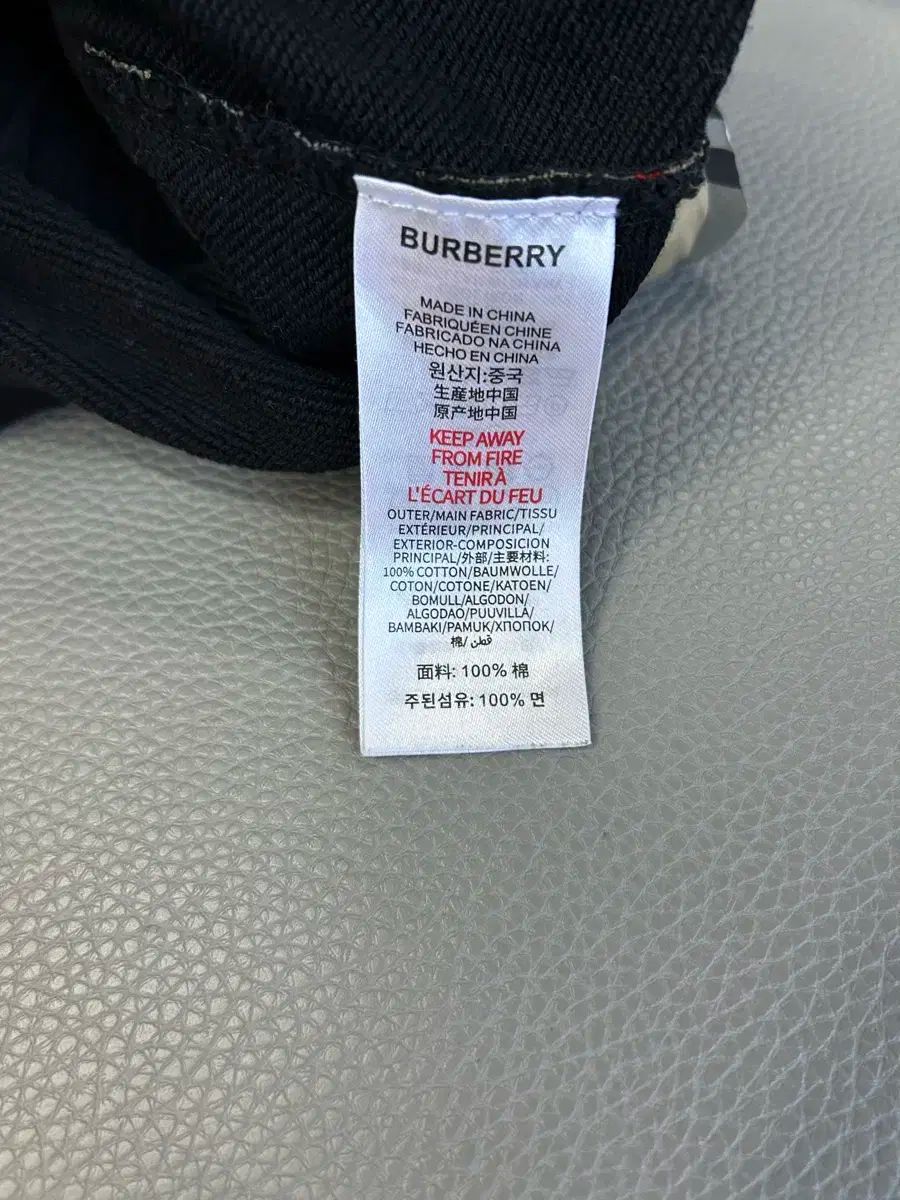 BURBERRY
MADE IN CHINA
FABRIQUÉEN CHINE
FABRICADO NA CHINA
HECHO EN CHINA
원산지:중국
生産地中国
原产地中国
KEEP AWAY
FROM FIRE
TENIR À
L'ÉCART DU FEU
OUTER/MAIN FABRIC/TISSU
EXTÉRIEUR/PRINCIPAL/
EXTERIOR-COMPOSICION
PRINCIPAL/外部/主要材料:
100% COTTON/BAUMWOLLE/
COTON/COTONE/KATOEN/
BOMULL/ALGODON/
ALGODAO/PUUVILLA/
BAMBAKI/PAMUK/ХПОПОК/
棉/قطن
面料: 100% 棉
주된섬유: 100% 면